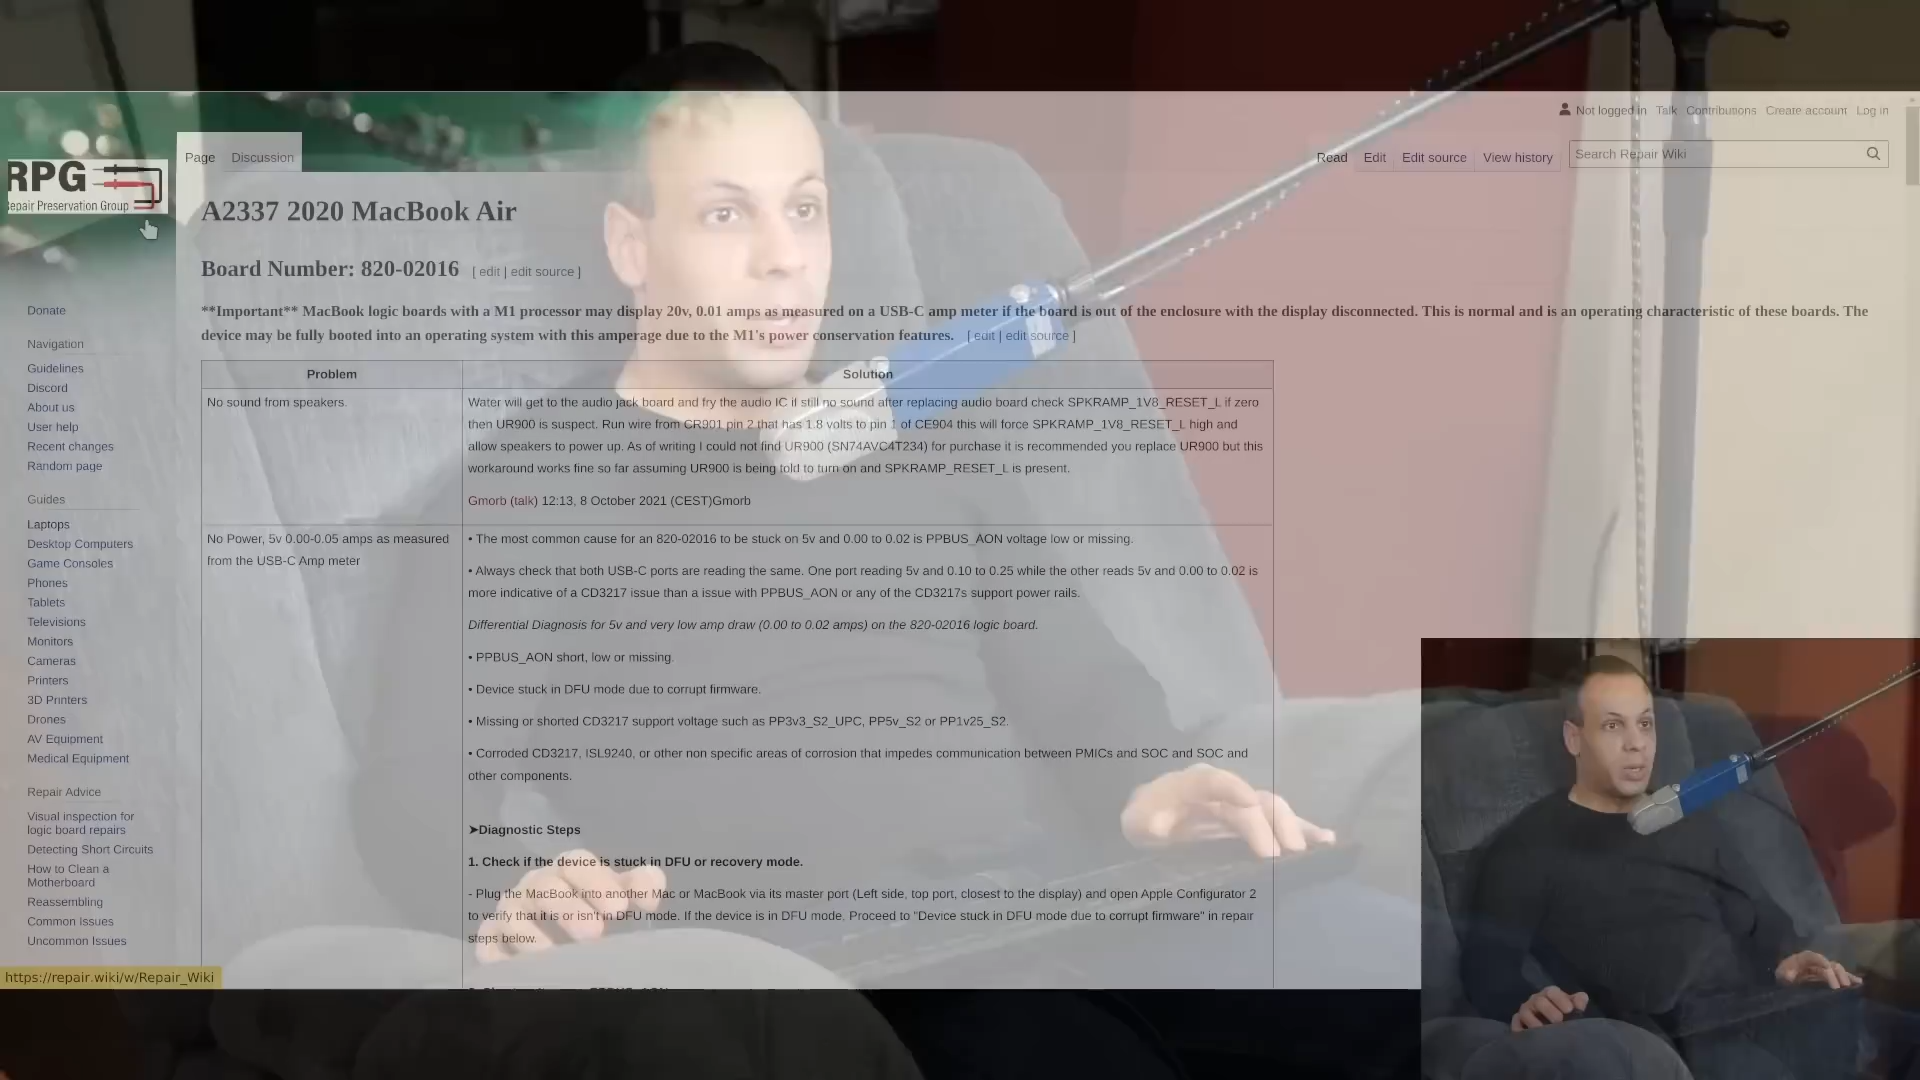 Not logged in Talk Contributions Create account Log in
RPG
Repair Preservation Group
Page Discussion
Read Edit Edit source View history Search Repair Wiki
A2337 2020 MacBook Air
Board Number: 820-02016 [ edit | edit source ]
**Important** MacBook logic boards with a M1 processor may display 20v, 0.01 amps as measured on a USB-C amp meter if the board is out of the enclosure with the display disconnected. This is normal and is an operating characteristic of these boards. The
device may be fully booted into an operating system with this amperage due to the M1's power conservation features. [ edit | edit source ]
Problem Solution
No sound from speakers.
Water will get to the audio jack board and fry the audio IC if still no sound after replacing audio board check SPKRAMP_1V8_RESET_L if zero
then UR900 is suspect. Run wire from CR901 pin 2 that has 1.8 volts to pin 1 of CE904 this will force SPKRAMP_1V8_RESET_L high and
allow speakers to power up. As of writing I could not find UR900 (SN74AVC4T234) for purchase it is recommended you replace UR900 but this
workaround works fine so far assuming UR900 is being told to turn on and SPKRAMP_RESET_L is present.
Gmorb (talk) 12:13, 8 October 2021 (CEST)Gmorb
No Power, 5v 0.00-0.05 amps as measured
from the USB-C Amp meter
• The most common cause for an 820-02016 to be stuck on 5v and 0.00 to 0.02 is PPBUS_AON voltage low or missing.
• Always check that both USB-C ports are reading the same. One port reading 5v and 0.10 to 0.25 while the other reads 5v and 0.00 to 0.02 is
more indicative of a CD3217 issue than a issue with PPBUS_AON or any of the CD3217s support power rails.
Differential Diagnosis for 5v and very low amp draw (0.00 to 0.02 amps) on the 820-02016 logic board.
• PPBUS_AON short, low or missing.
• Device stuck in DFU mode due to corrupt firmware.
• Missing or shorted CD3217 support voltage such as PP3v3_S2_UPC, PP5v_S2 or PP1v25_S2.
• Corroded CD3217, ISL9240, or other non specific areas of corrosion that impedes communication between PMICs and SOC and SOC and
other components.
➤Diagnostic Steps
1. Check if the device is stuck in DFU or recovery mode.
- Plug the MacBook into another Mac or MacBook via its master port (Left side, top port, closest to the display) and open Apple Configurator 2
to verify that it is or isn't in DFU mode. If the device is in DFU mode, Proceed to "Device stuck in DFU mode due to corrupt firmware" in repair
steps below.
Donate
Navigation
Guidelines
Discord
About us
User help
Recent changes
Random page
Guides
Laptops
Desktop Computers
Game Consoles
Phones
Tablets
Televisions
Monitors
Cameras
Printers
3D Printers
Drones
AV Equipment
Medical Equipment
Repair Advice
Visual inspection for
logic board repairs
Detecting Short Circuits
How to Clean a
Motherboard
Reassembling
Common Issues
Uncommon Issues
https://repair.wiki/w/Repair_Wiki